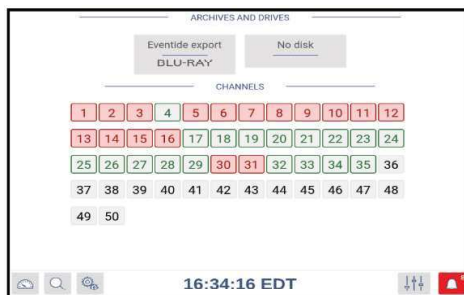 ARCHIVES AND DRIVES
Eventide export
BLU-RAY
No disk
CHANNELS
1 2 3 4 5 6 7 8 9 10 11 12
13 14 15 16 17 18 19 20 21 22 23 24
25 26 27 28 29 30 31 32 33 34 35 36
37 38 39 40 41 42 43 44 45 46 47 48
49 50
16:34:16 EDT